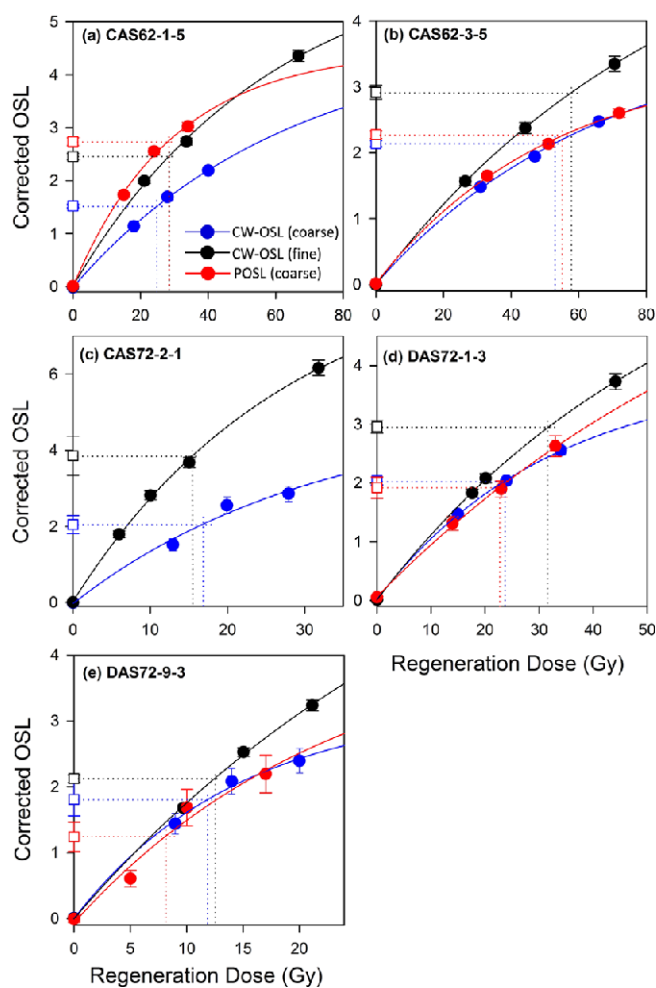 (a) CAS62-1-5
Corrected OSL
5
4
3
2
1
0
0 20 40 60 80
CW-OSL (coarse)
CW-OSL (fine)
POSL (coarse)
(b) CAS62-3-5
4
3
2
1
0
0 20 40 60 80
(c) CAS72-2-1
Corrected OSL
6
4
2
0
0 10 20 30
(d) DAS72-1-3
4
3
2
1
0
0 10 20 30 40 50
Regeneration Dose (Gy)
(e) DAS72-9-3
Corrected OSL
4
3
2
1
0
0 5 10 15 20
Regeneration Dose (Gy)